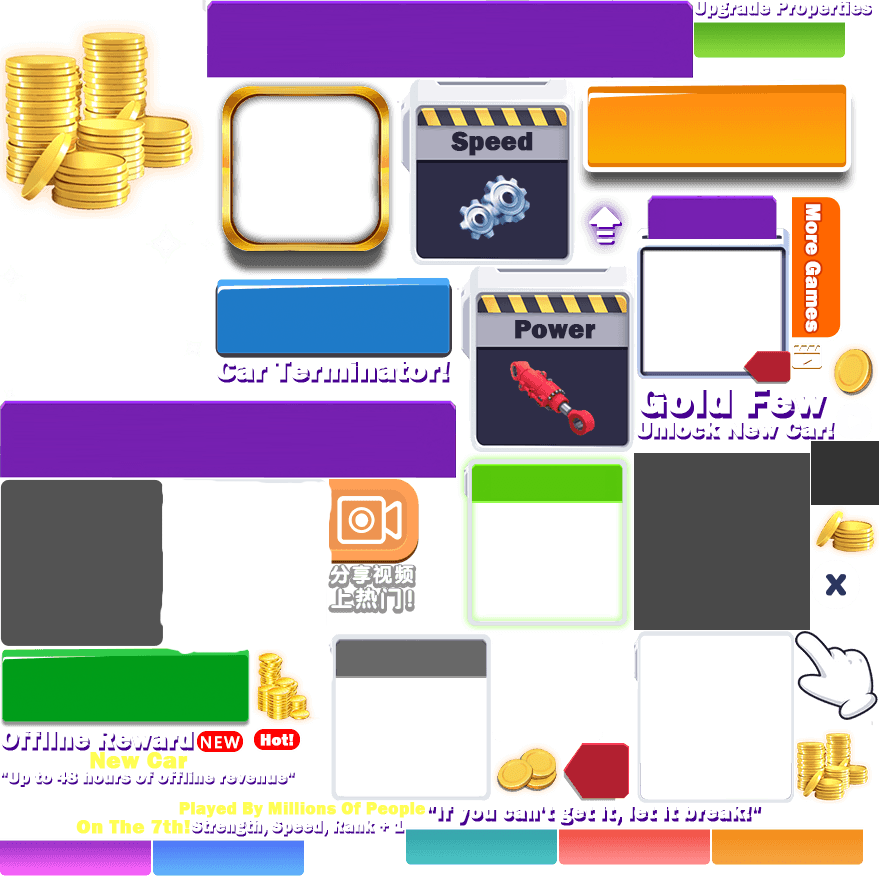 Upgrade Properties
Speed
More Games
Power
Car Terminator!
Gold Few
Unlock New Car!
分享视频
上热门!
Offline Reward
NEW
Hot!
New Car
"Up to 48 hours of offline revenue"
Played By Millions Of People
"If you can't get it, let it break!"
On The 7th!
Strength, Speed, Rank + 1
X